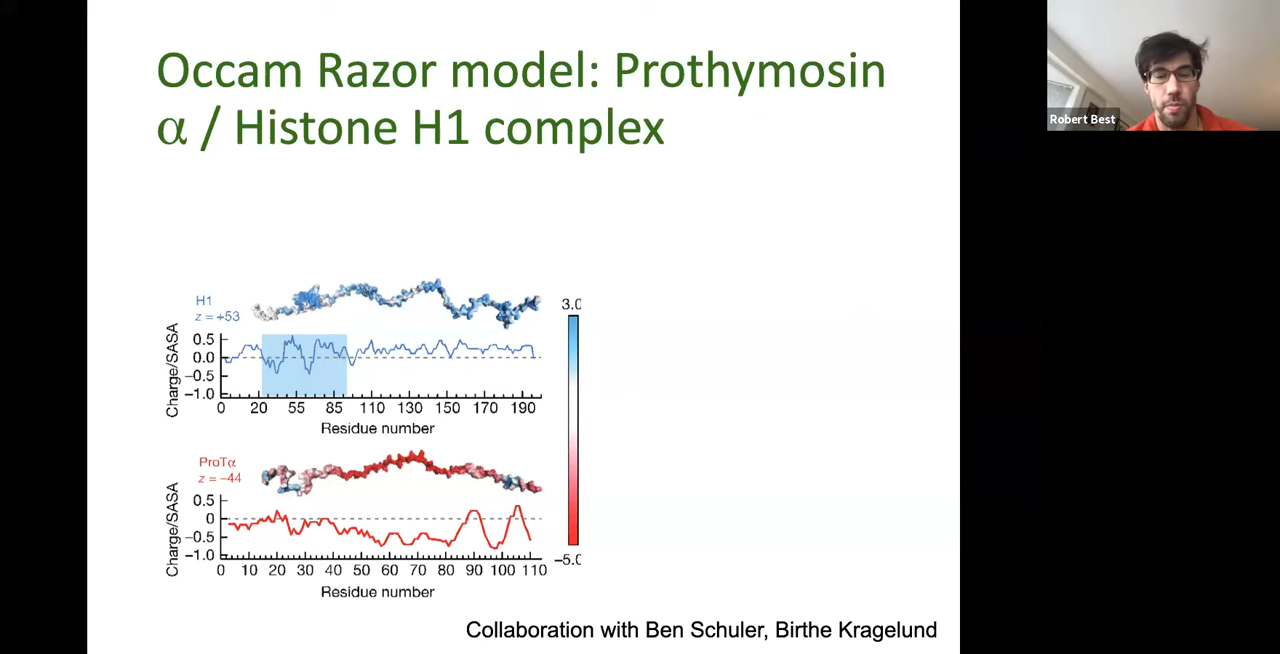 Occam Razor model: Prothymosin
α / Histone H1 complex
Robert Best
H1
z = +53
3.0
Charge/SASA
0.5
0.0
−0.5
−1.0
0 20 55 85 110 130 150 170 190
Residue number
ProTα
z = −44
Charge/SASA
0.5
0
−0.5
−1.0
0 10 20 30 40 50 60 70 80 90 100 110
−5.0
Residue number
Collaboration with Ben Schuler, Birthe Kragelund